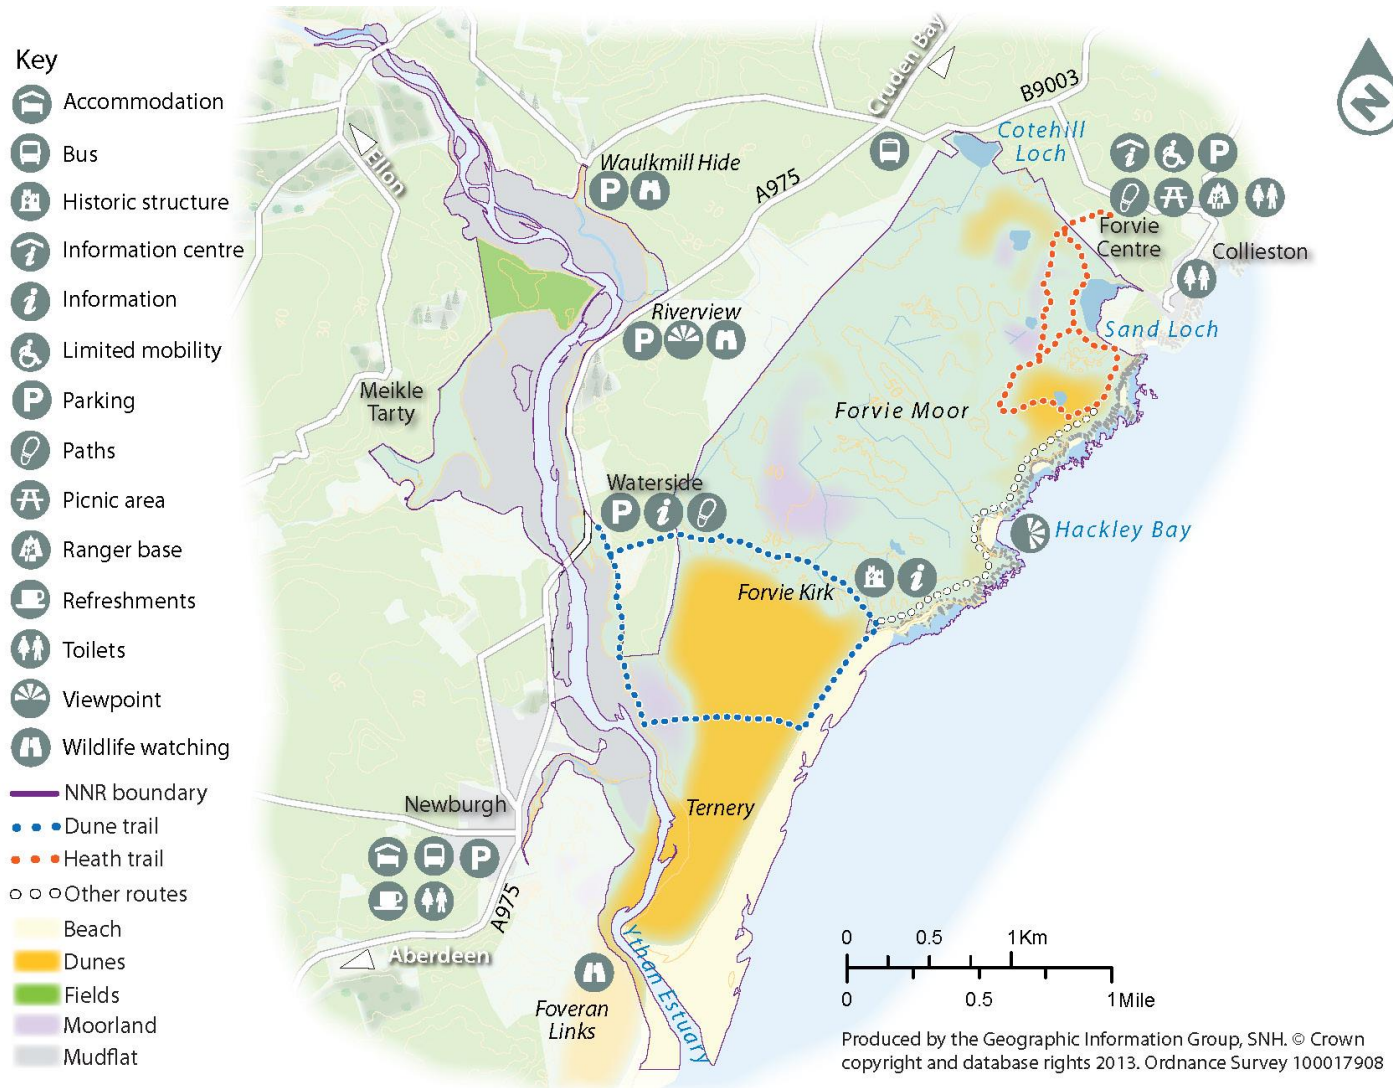 Key
Accommodation
Bus
Historic structure
Information centre
Information
Limited mobility
Parking
Paths
Picnic area
Ranger base
Refreshments
Toilets
Viewpoint
Wildlife watching
NNR boundary
Dune trail
Heath trail
Other routes
Beach
Dunes
Fields
Moorland
Mudflat
Cruden Bay
B9003
N
Cotehill
Loch
Ellon
Waulkmill Hide
P
A975
i
P
Forvie
Centre
Collieston
Riverview
P
Sand Loch
Meikle
Tarty
Forvie Moor
Waterside
P i
Hackley Bay
Forvie Kirk
i
Newburgh
P
Ternery
A975
Aberdeen
Ythan Estuary
Foveran
Links
0 0.5 1Km
0 0.5 1Mile
Produced by the Geographic Information Group, SNH. © Crown
copyright and database rights 2013. Ordnance Survey 100017908